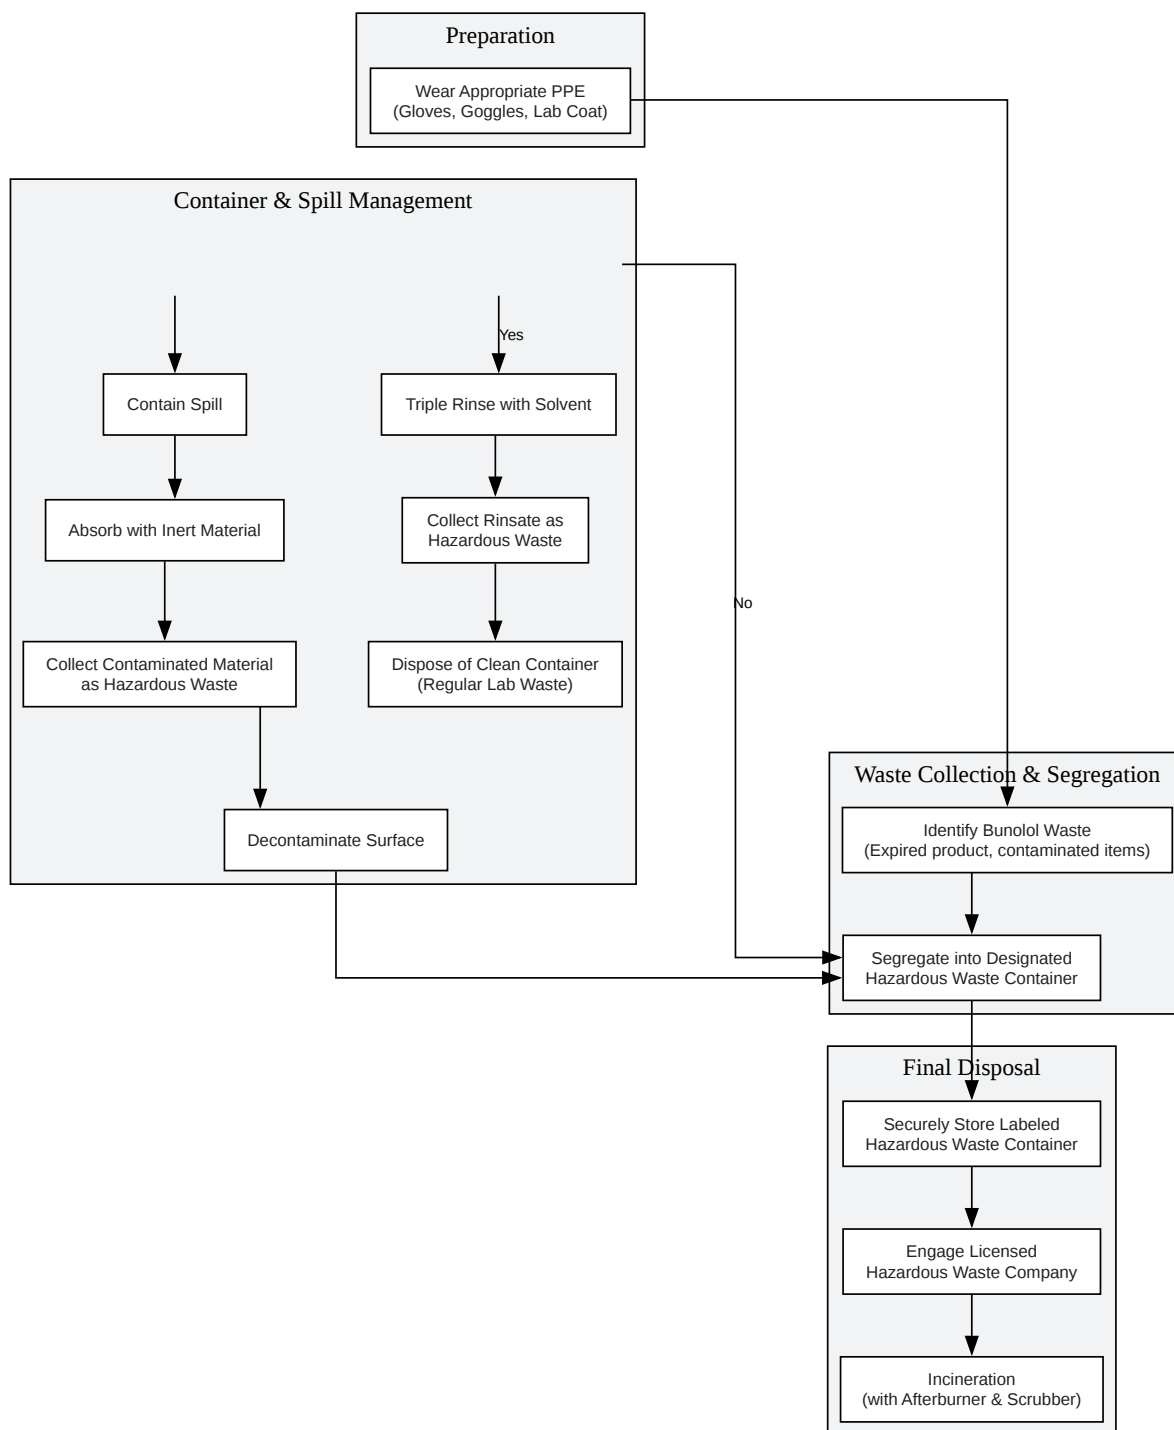 Preparation
Wear Appropriate PPE
(Gloves, Goggles, Lab Coat)
Container & Spill Management
Yes
Contain Spill
Triple Rinse with Solvent
Absorb with Inert Material
Collect Rinsate as
Hazardous Waste
No
Collect Contaminated Material
as Hazardous Waste
Dispose of Clean Container
(Regular Lab Waste)
Decontaminate Surface
Waste Collection & Segregation
Identify Bunolol Waste
(Expired product, contaminated items)
Segregate into Designated
Hazardous Waste Container
Final Disposal
Securely Store Labeled
Hazardous Waste Container
Engage Licensed
Hazardous Waste Company
Incineration
(with Afterburner & Scrubber)